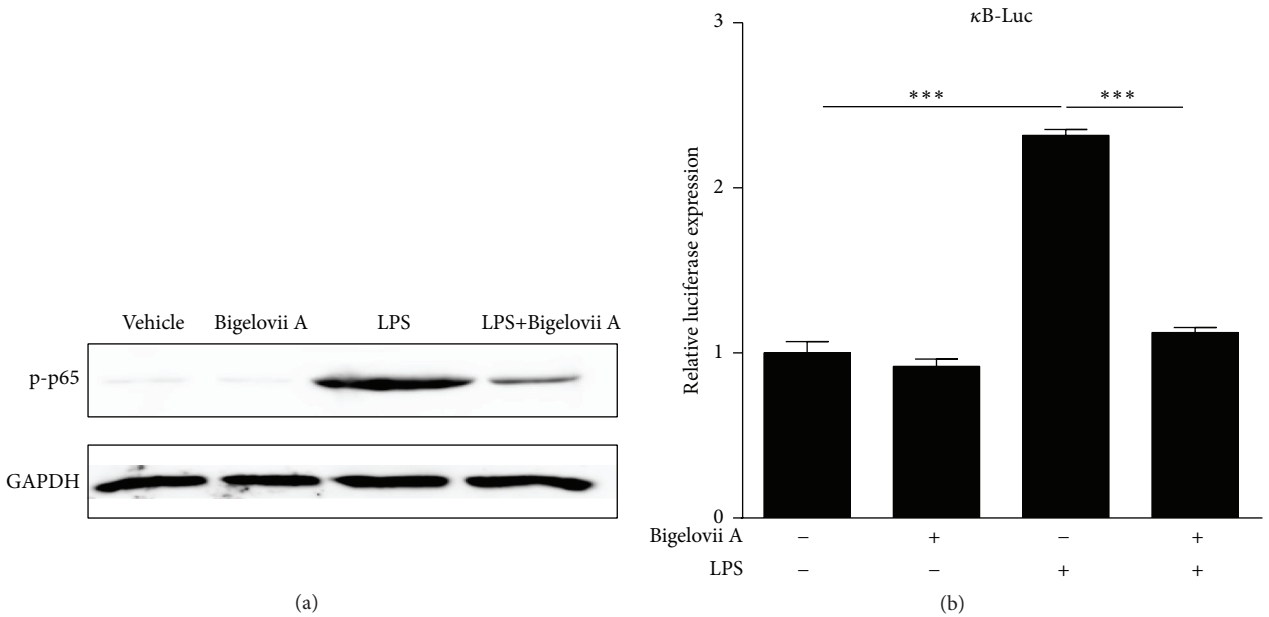 Vehicle Bigelovii A LPS LPS+Bigelovii A
p-p65
GAPDH
(a)
κB-Luc
3
*** ***
2
1
0
Relative luciferase expression
Bigelovii A − + − +
LPS − − + +
(b)